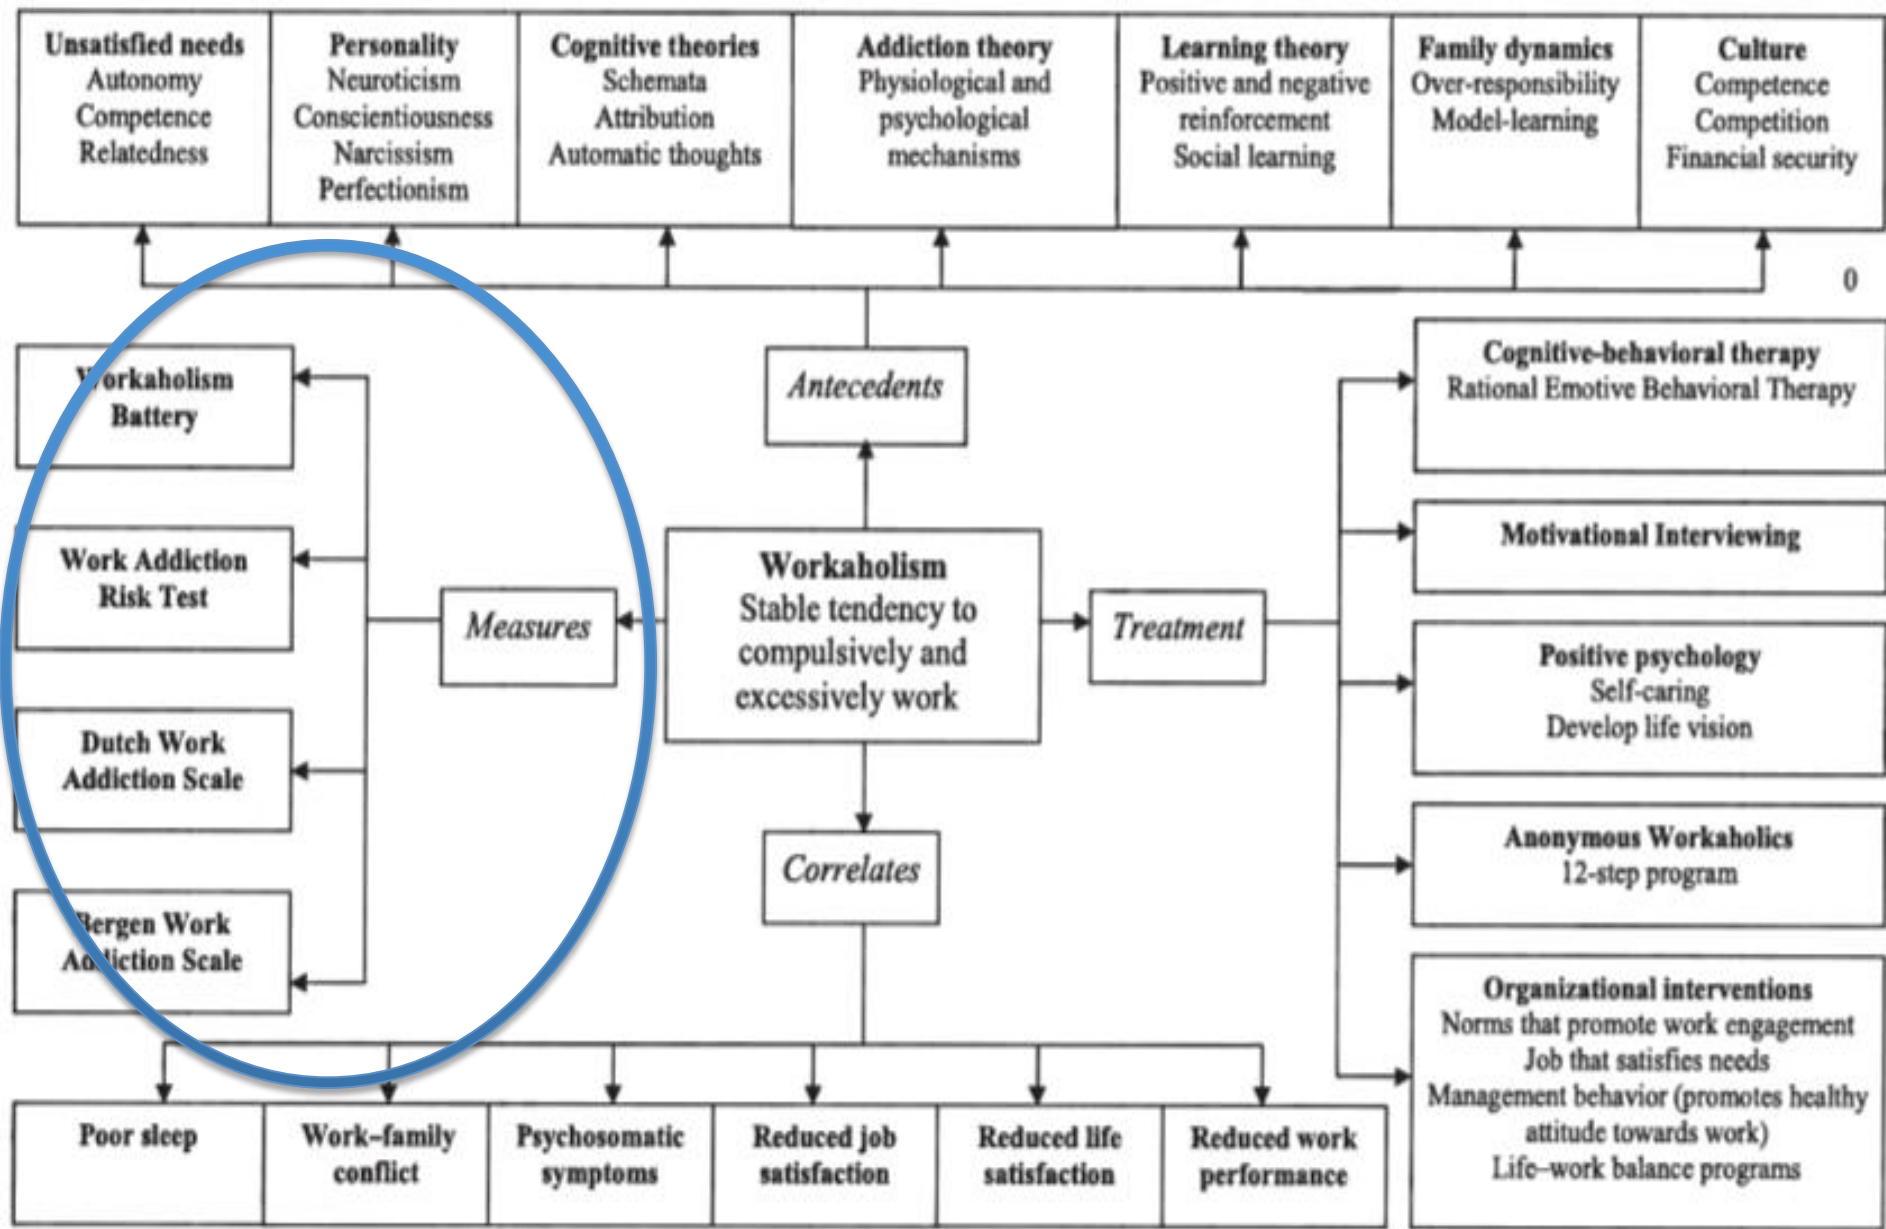 Unsatisfied needs
Autonomy
Competence
Relatedness
Personality
Neuroticism
Conscientiousness
Narcissism
Perfectionism
Cognitive theories
Schemata
Attribution
Automatic thoughts
Addiction theory
Physiological and
psychological
mechanisms
Learning theory
Positive and negative
reinforcement
Social learning
Family dynamics
Over-responsibility
Model-learning
Culture
Competence
Competition
Financial security
0
Antecedents
Workaholism
Battery
Work Addiction
Risk Test
Dutch Work
Addiction Scale
Bergen Work
Addiction Scale
Measures
Workaholism
Stable tendency to
compulsively and
excessively work
Treatment
Cognitive-behavioral therapy
Rational Emotive Behavioral Therapy
Motivational Interviewing
Positive psychology
Self-caring
Develop life vision
Anonymous Workaholics
12-step program
Organizational interventions
Norms that promote work engagement
Job that satisfies needs
Management behavior (promotes healthy
attitude towards work)
Life–work balance programs
Correlates
Poor sleep
Work–family
conflict
Psychosomatic
symptoms
Reduced job
satisfaction
Reduced life
satisfaction
Reduced work
performance